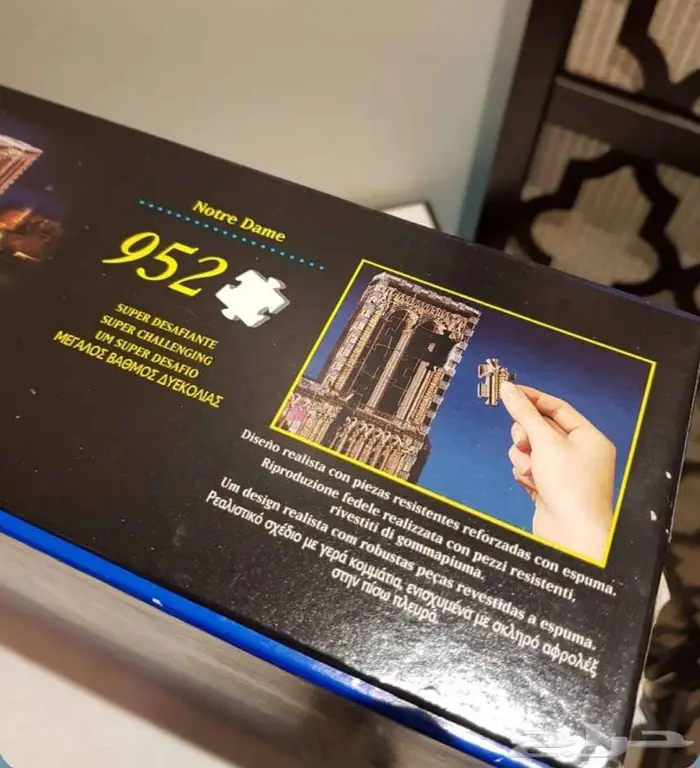 Notre Dame
952
SUPER DESAFIANTE
SUPER CHALLENGING
UM SUPER DESAFIO
ΜΕΓΑΛΟΣ ΒΑΘΜΟΣ ΔΥΕΚΟΛΙΑΣ
Diseño realista con piezas resistentes reforzadas con espuma.
Riproduzione fedele realizzata con pezzi resistenti,
rivestiti di gommapiuma.
Um design realista com robustas peças revestidas a espuma.
Ρεαλιστικό σχέδιο με γερά κομμάτια, ενισχυμένα με σκληρό αφρολέξ
στην πίσω πλευρά.
حراج